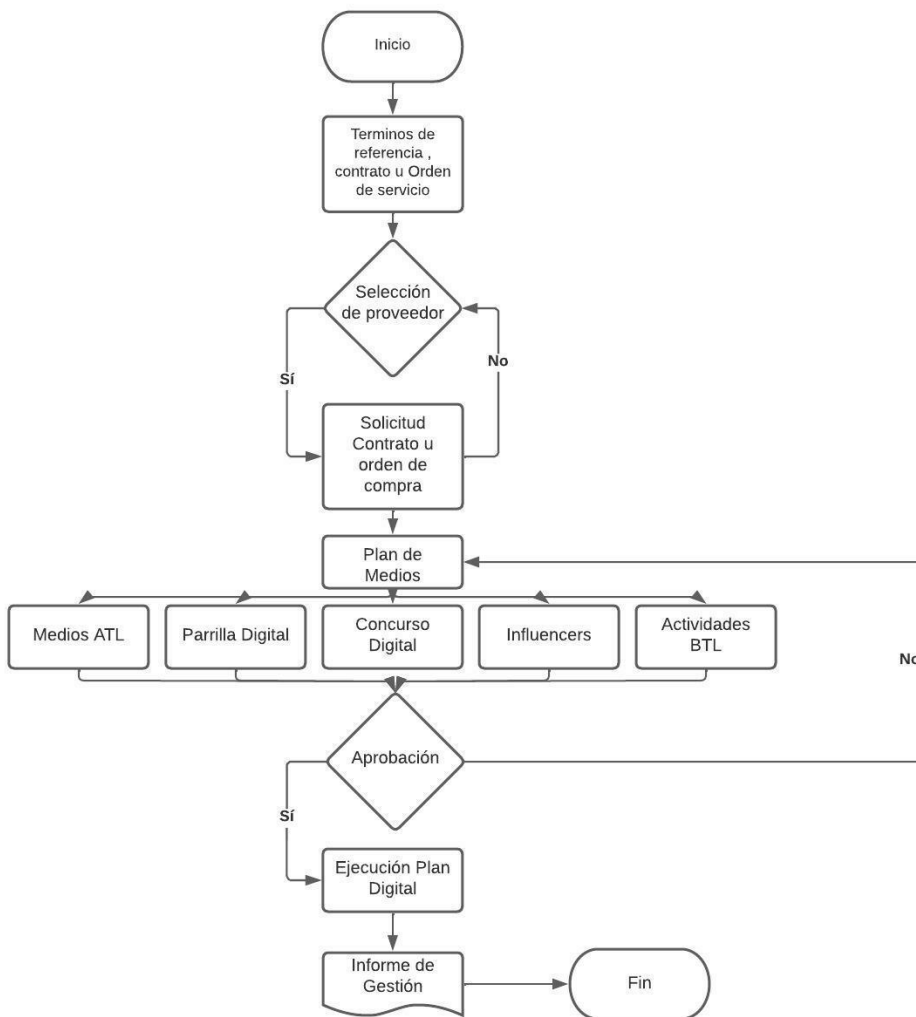 Inicio
Terminos de
referencia ,
contrato u Orden
de servicio
Selección
de proveedor
No
Sí
Solicitud
Contrato u
orden de
compra
Plan de
Medios
Medios ATL
Parrilla Digital
Concurso
Digital
Influencers
Actividades
BTL
No
Aprobación
Sí
Ejecución Plan
Digital
Informe de
Gestión
Fin